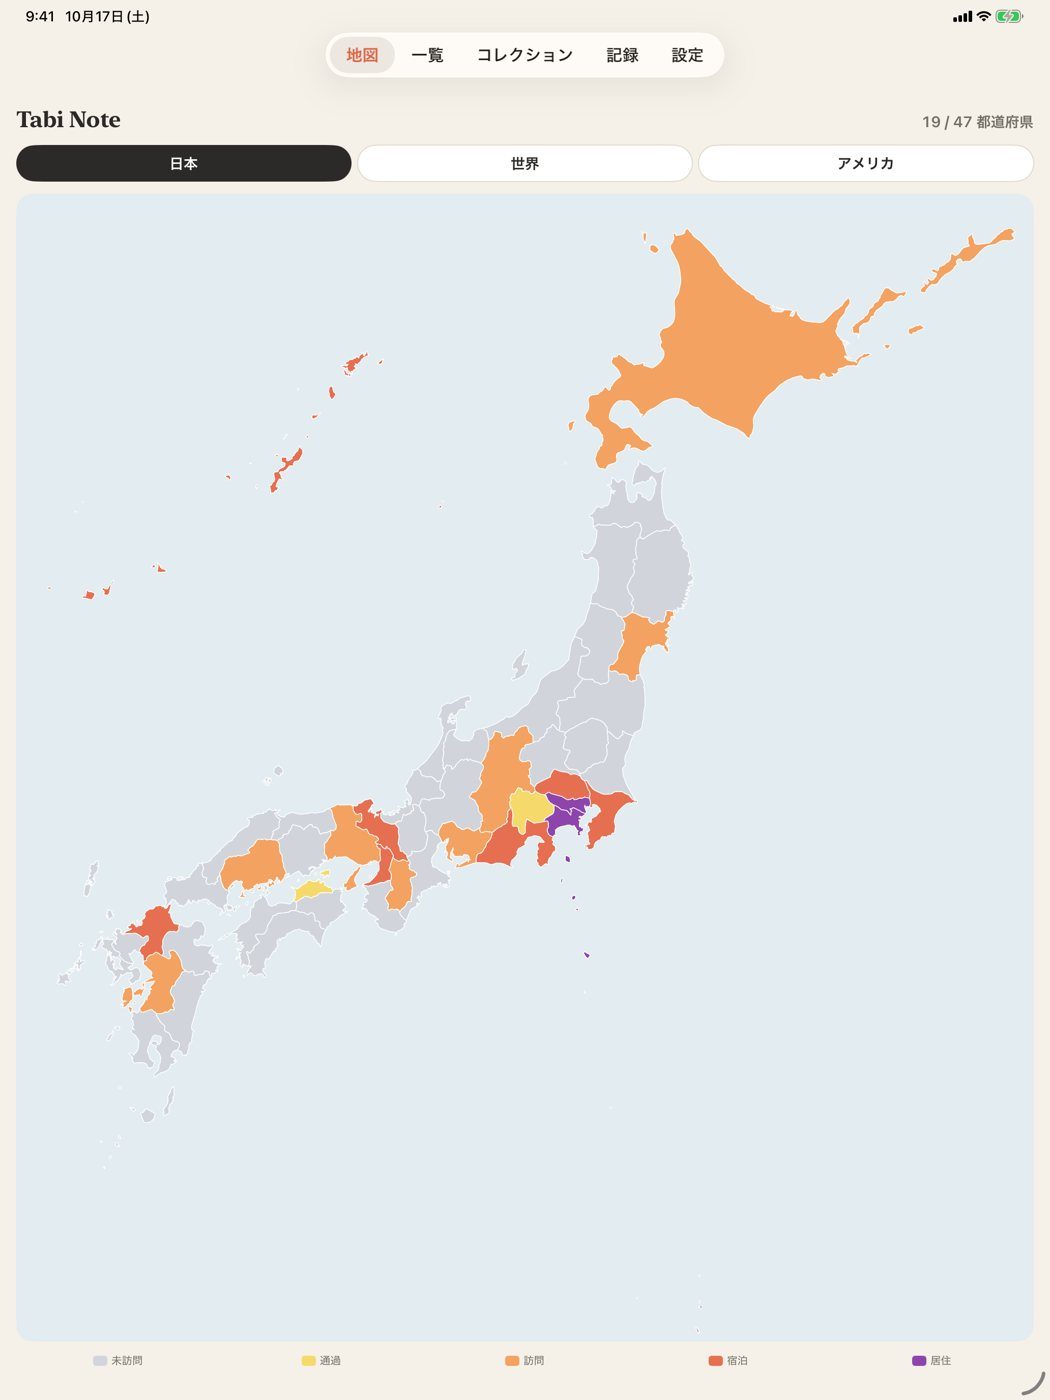 9:41 10月17日(土)
地図 一覧 コレクション 記録 設定
Tabi Note
19 / 47 都道府県
日本 世界 アメリカ
未訪問 通過 訪問 宿泊 居住